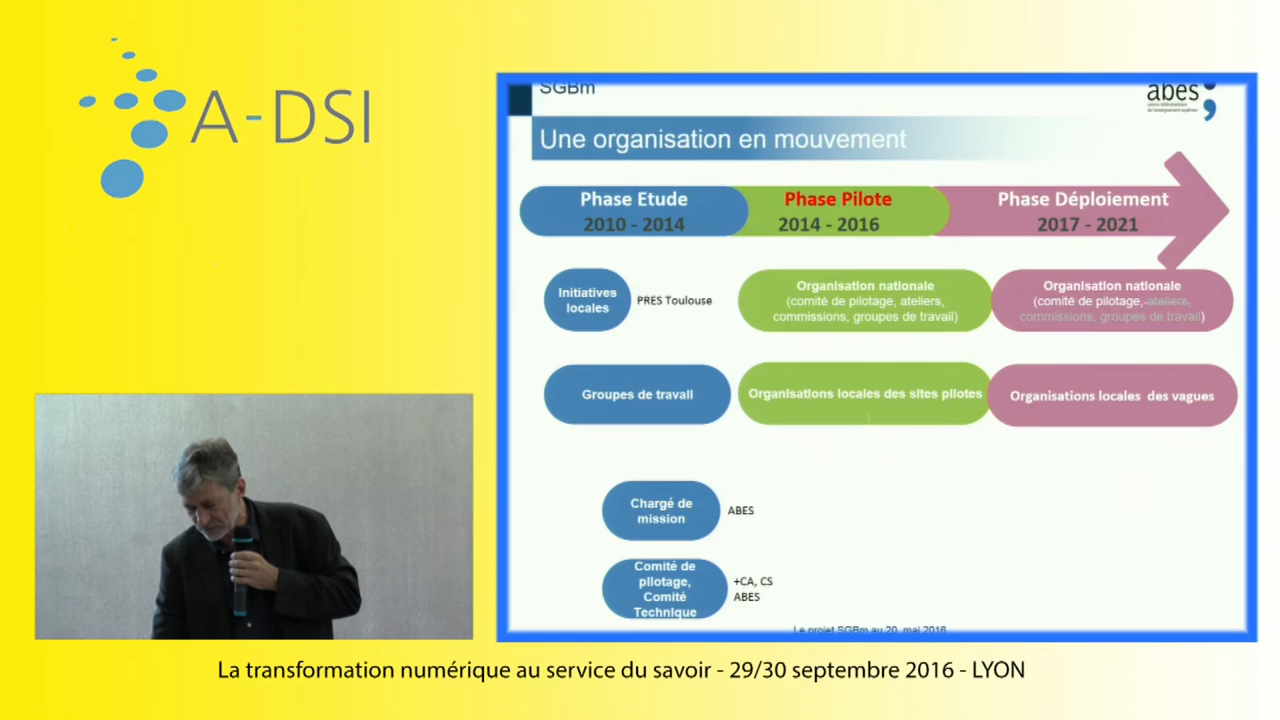 A-DSI
SGBm
abes
Une organisation en mouvement
Phase Etude
2010 - 2014
Phase Pilote
2014 - 2016
Phase Déploiement
2017 - 2021
Initiatives
locales
PRES Toulouse
Organisation nationale
(comité de pilotage, ateliers,
commissions, groupes de travail)
Organisation nationale
(comité de pilotage, ateliers,
commissions, groupes de travail)
Groupes de travail
Organisations locales des sites pilotes
Organisations locales des vagues
Chargé de
mission
ABES
Comité de
pilotage,
Comité
Technique
+CA, CS
ABES
Le projet SGBm au 20 mai 2016
La transformation numérique au service du savoir - 29/30 septembre 2016 - LYON